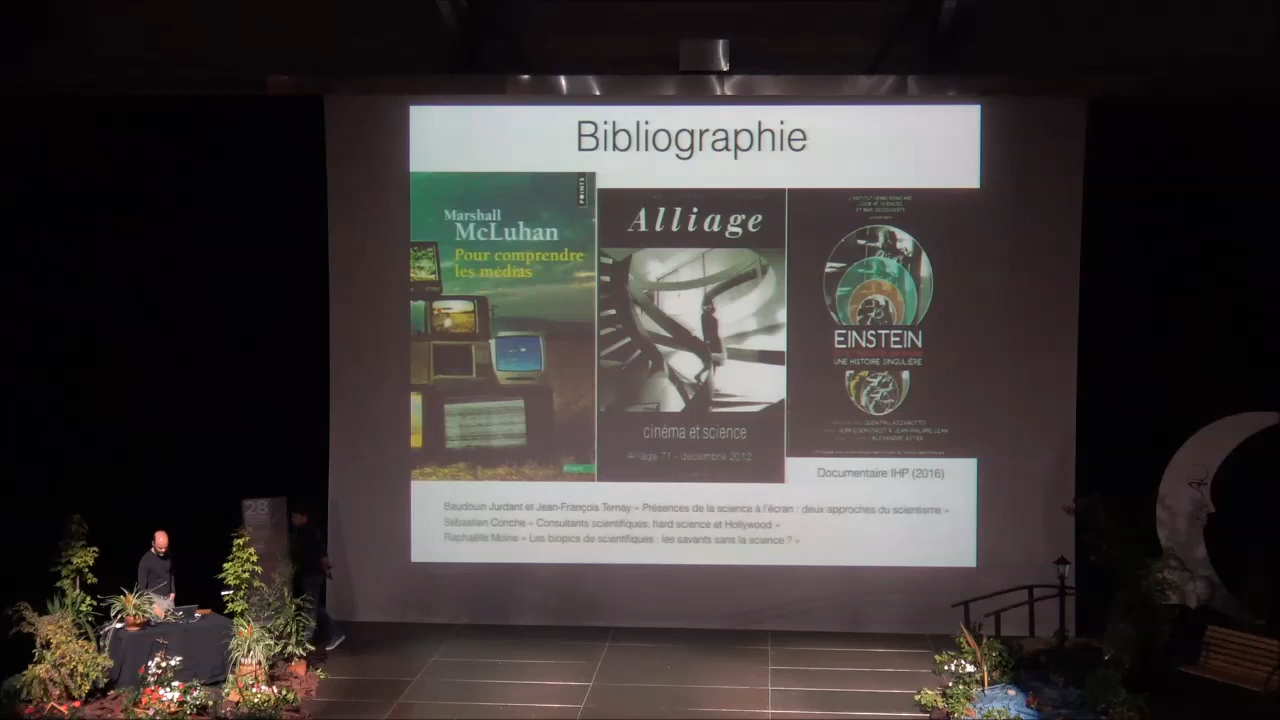 Bibliographie
POINTS
Marshall
McLuhan
Pour comprendre
les médias
Alliage
cinéma et science
Alliage 71 - décembre 2012
L'INSTITUT HENRI POINCARÉ
EINSTEIN
UNE HISTOIRE SINGULIÈRE
Documentaire IHP (2016)
Baudouin Jurdant et Jean-François Ternay « Présences de la science à l'écran : deux approches du scientisme »
Sébastien Conche « Consultants scientifiques, hard science et Hollywood »
Raphaëlle Moine « Les biopics de scientifiques : les savants sans la science ? »
28